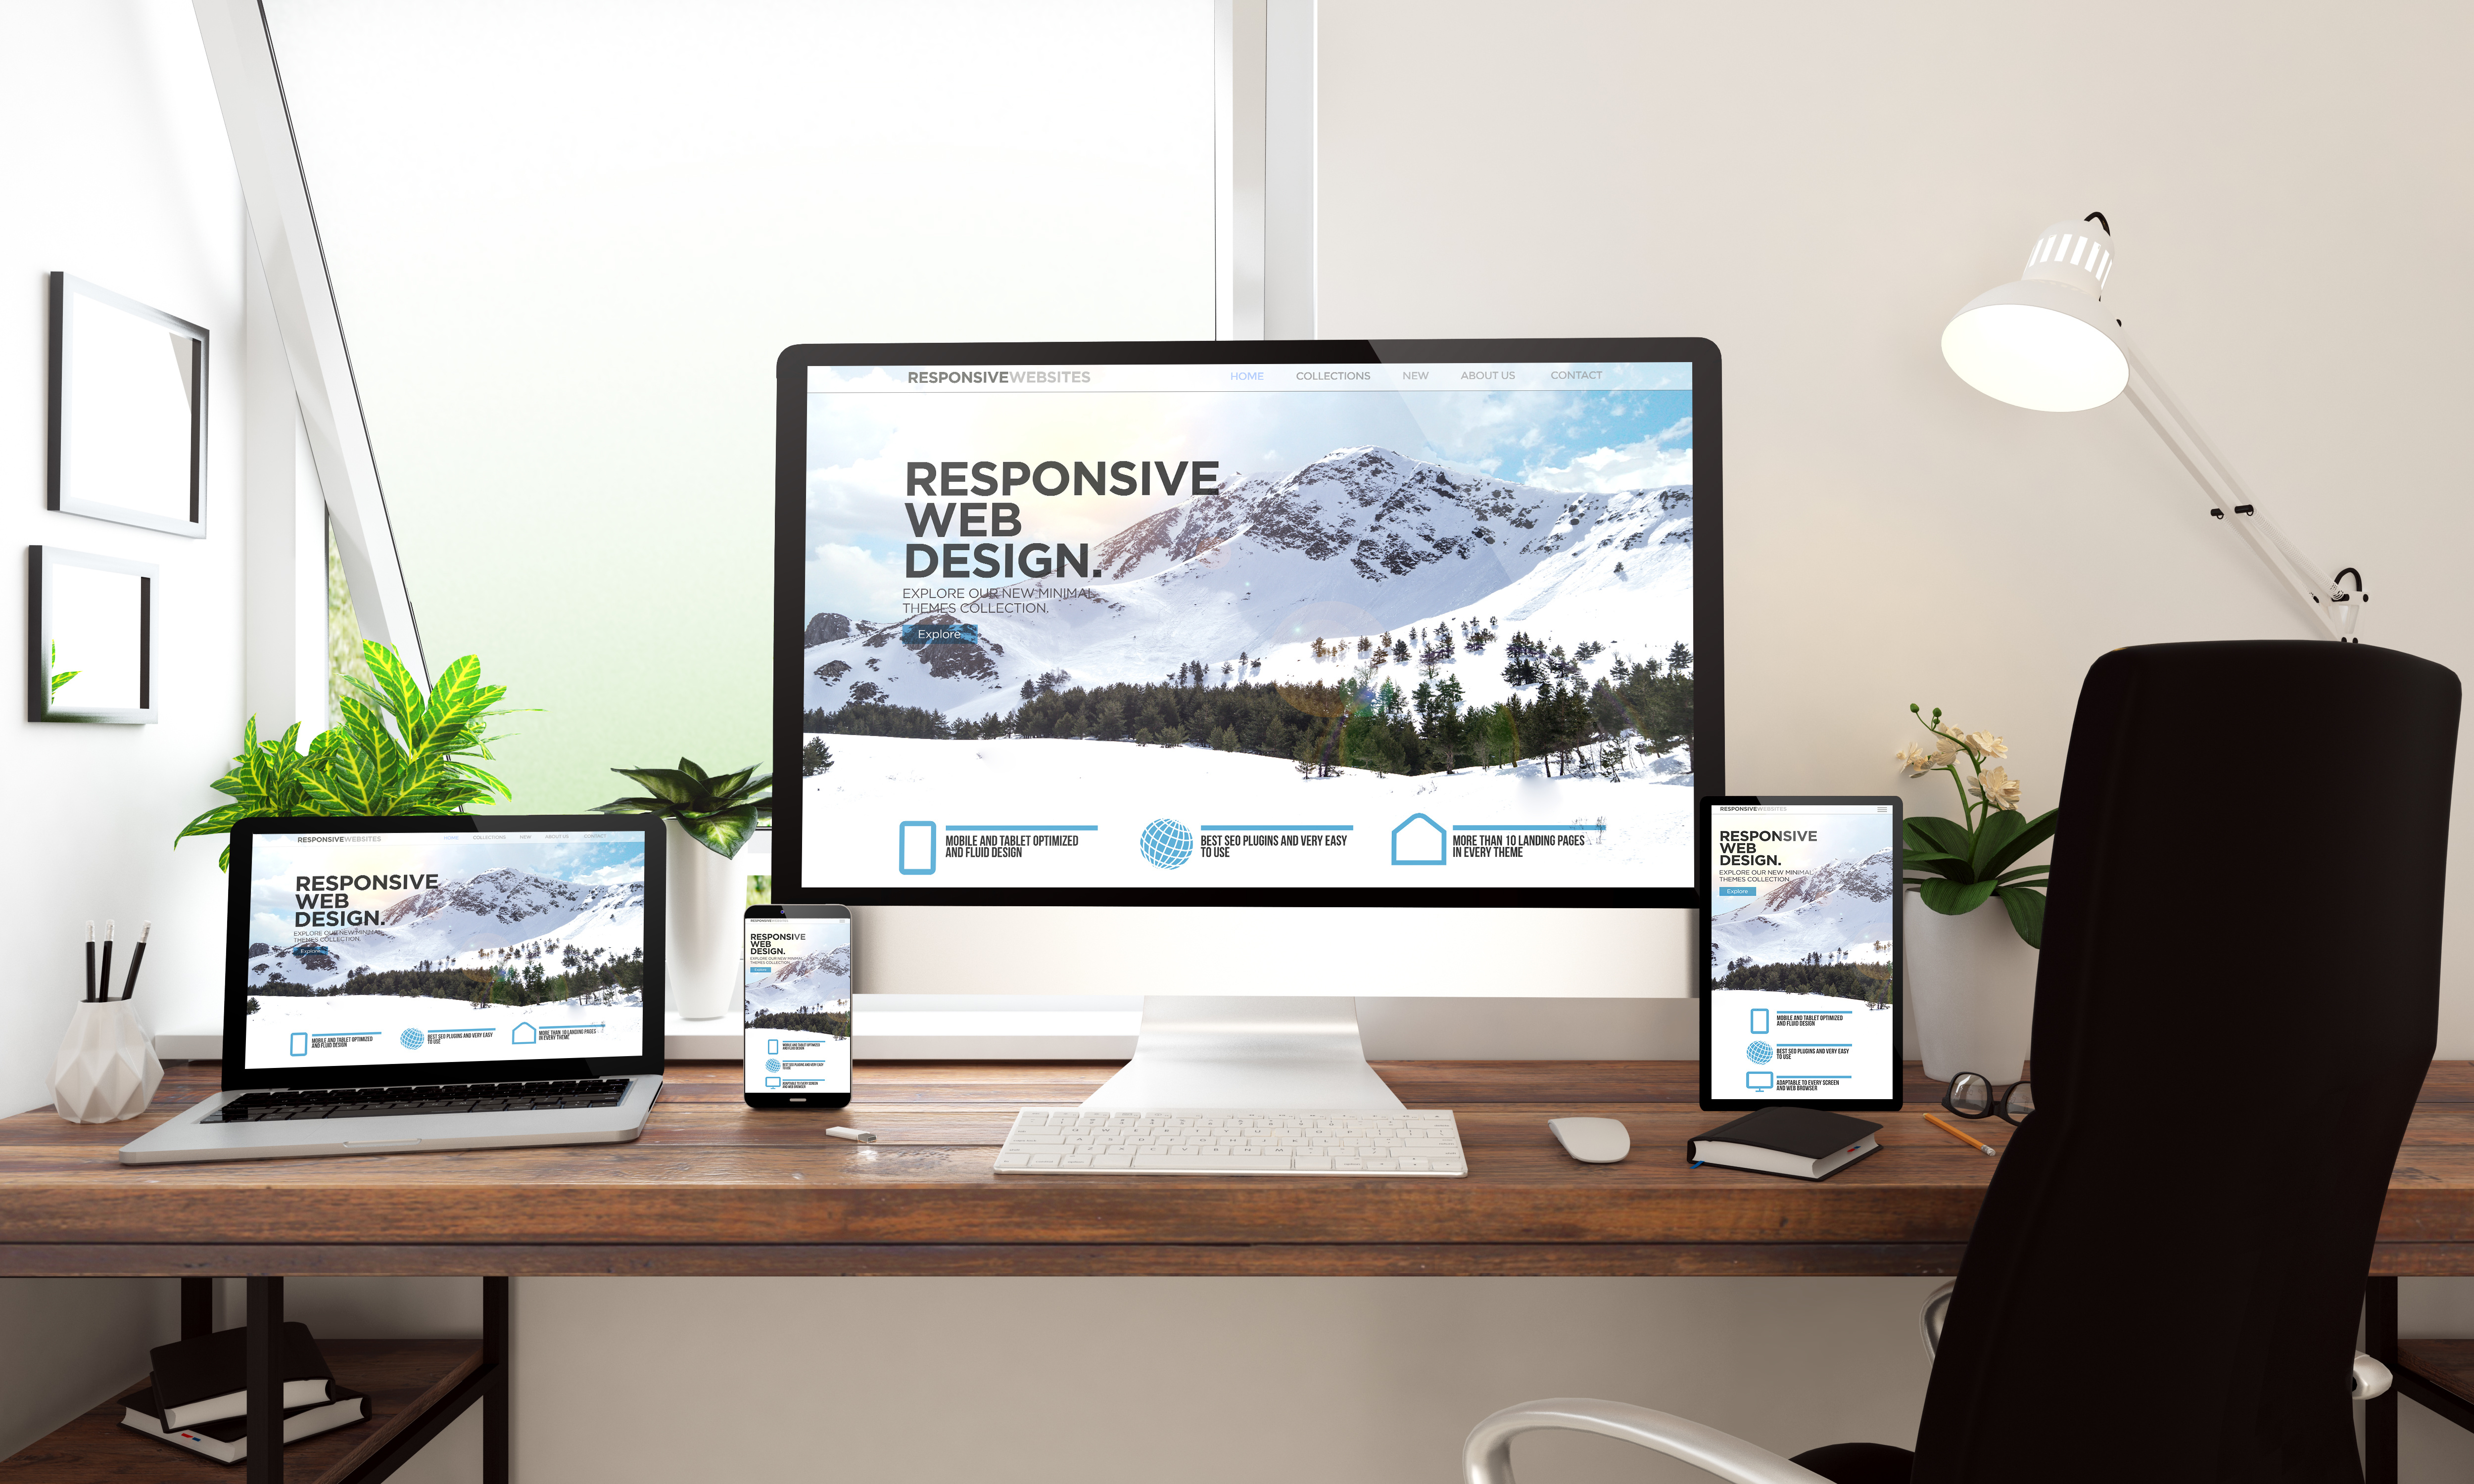 RESPONSIVEWEBSITES HOME COLLECTIONS NEW ABOUT US CONTACT
RESPONSIVE
WEB
DESIGN.
EXPLORE OUR NEW MINIMAL
THEMES COLLECTION.
Explore
MOBILE AND TABLET OPTIMIZED
AND FLUID DESIGN
BEST SEO PLUGINS AND VERY EASY
TO USE
MORE THAN 10 LANDING PAGES
IN EVERY THEME
RESPONSIVEWEBSITES HOME COLLECTIONS NEW ABOUT US CONTACT
RESPONSIVE
WEB
DESIGN.
EXPLORE OUR NEW MINIMAL
THEMES COLLECTION.
Explore
MOBILE AND TABLET OPTIMIZED
AND FLUID DESIGN
BEST SEO PLUGINS AND VERY EASY
TO USE
MORE THAN 10 LANDING PAGES
IN EVERY THEME
RESPONSIVEWEBSITES
RESPONSIVE
WEB
DESIGN.
EXPLORE OUR NEW MINIMAL
THEMES COLLECTION.
Explore
MOBILE AND TABLET OPTIMIZED
AND FLUID DESIGN
BEST SEO PLUGINS AND VERY EASY
TO USE
ADAPTABLE TO EVERY SCREEN
AND WEB BROWSER
RESPONSIVEWEBSITES
RESPONSIVE
WEB
DESIGN.
EXPLORE OUR NEW MINIMAL
THEMES COLLECTION.
Explore
MOBILE AND TABLET OPTIMIZED
AND FLUID DESIGN
BEST SEO PLUGINS AND VERY EASY
TO USE
ADAPTABLE TO EVERY SCREEN
AND WEB BROWSER